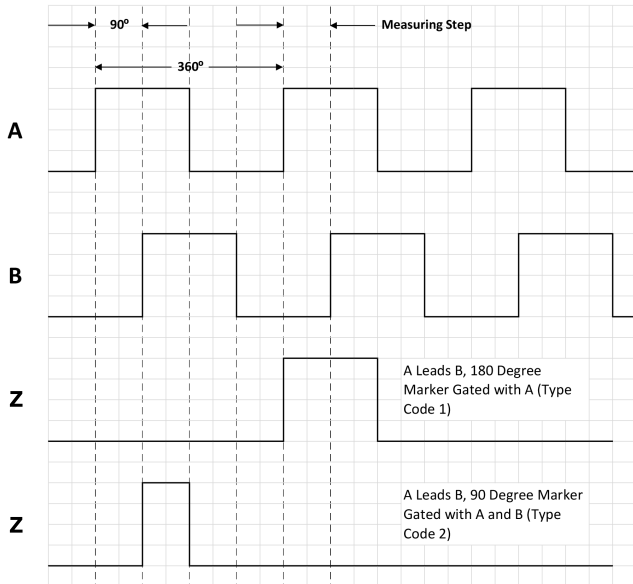 90º
Measuring Step
360º
A
B
A Leads B, 180 Degree
Marker Gated with A (Type
Code 1)
Z
A Leads B, 90 Degree Marker
Gated with A and B (Type
Code 2)
Z